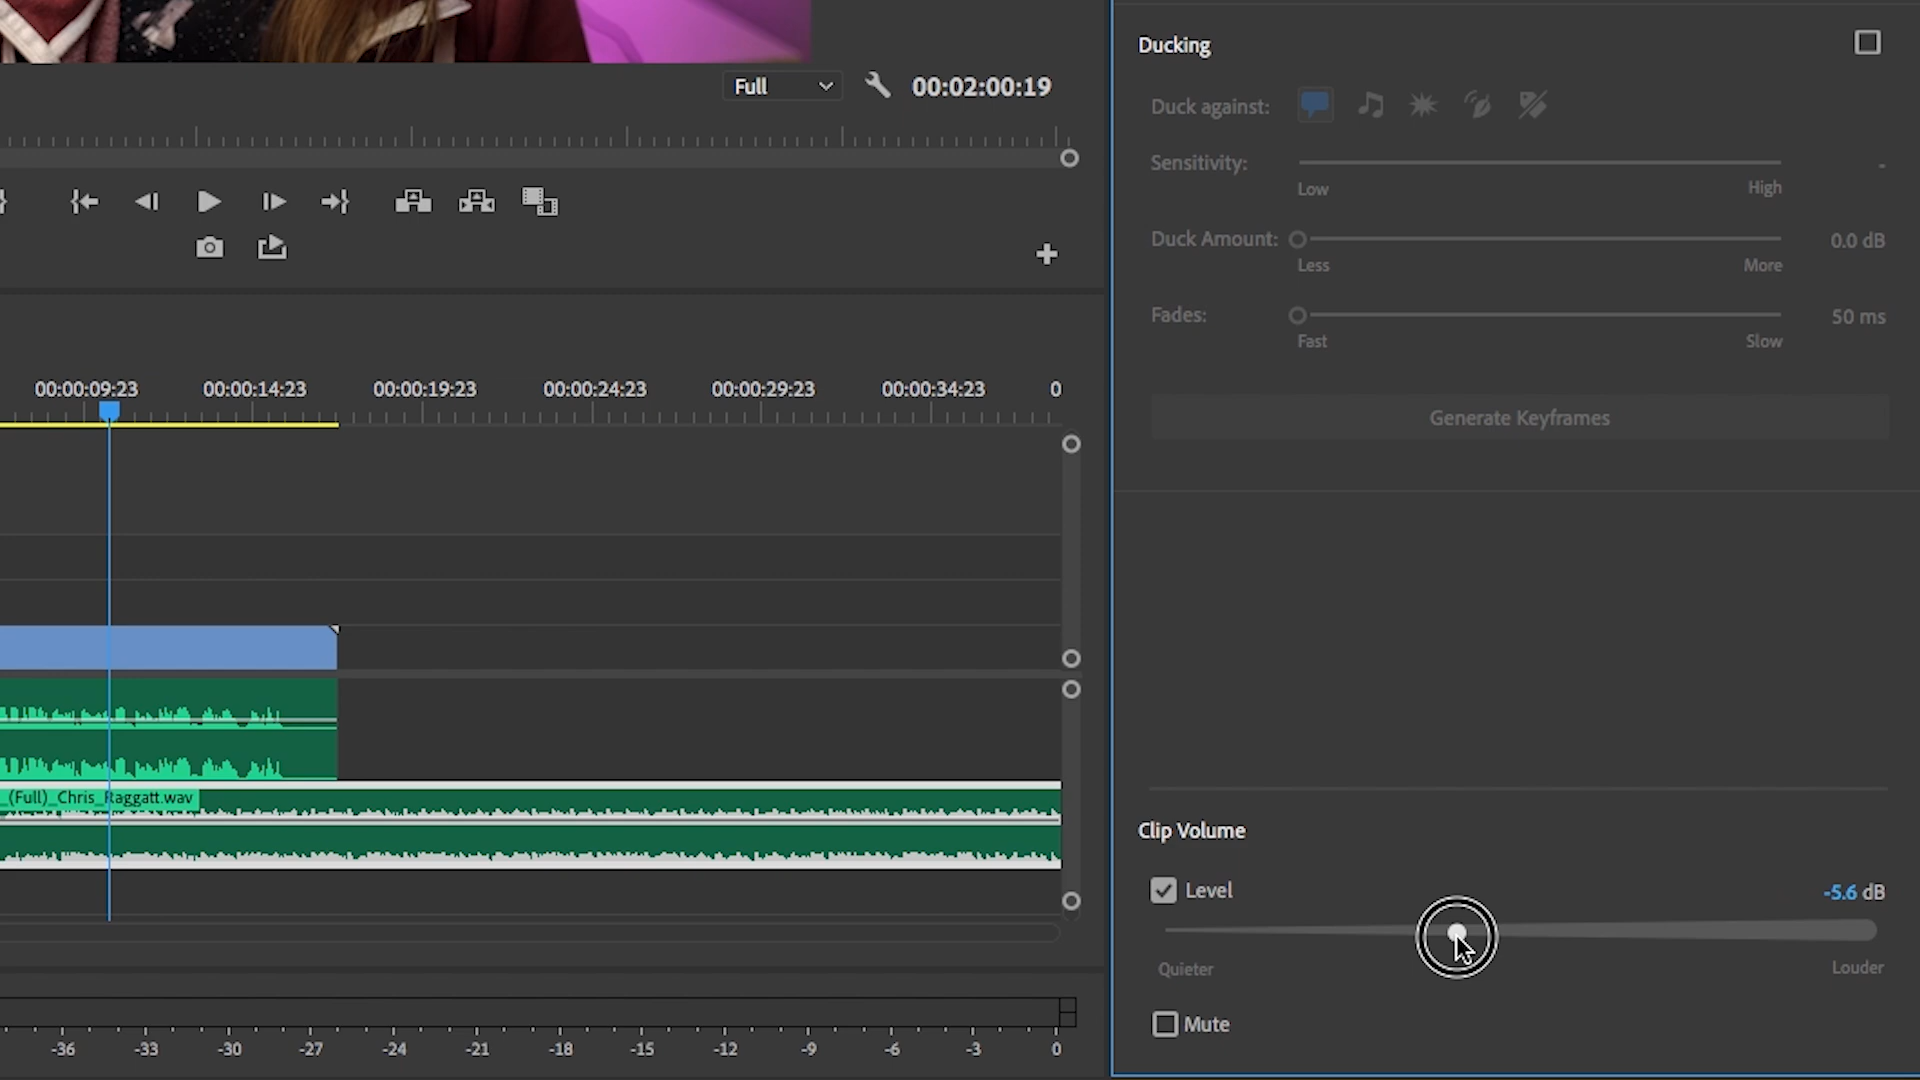 Full
00:02:00:19
00:00:09:23
00:00:14:23
00:00:19:23
00:00:24:23
00:00:29:23
00:00:34:23
0
_(Full)_Chris_Raggatt.wav
-36
-33
-30
-27
-24
-21
-18
-15
-12
-9
-6
-3
0
Ducking
Duck against:
Sensitivity:
-
Low
High
Duck Amount:
0.0 dB
Less
More
Fades:
50 ms
Fast
Slow
Generate Keyframes
Clip Volume
Level
-5.6 dB
Quieter
Louder
Mute